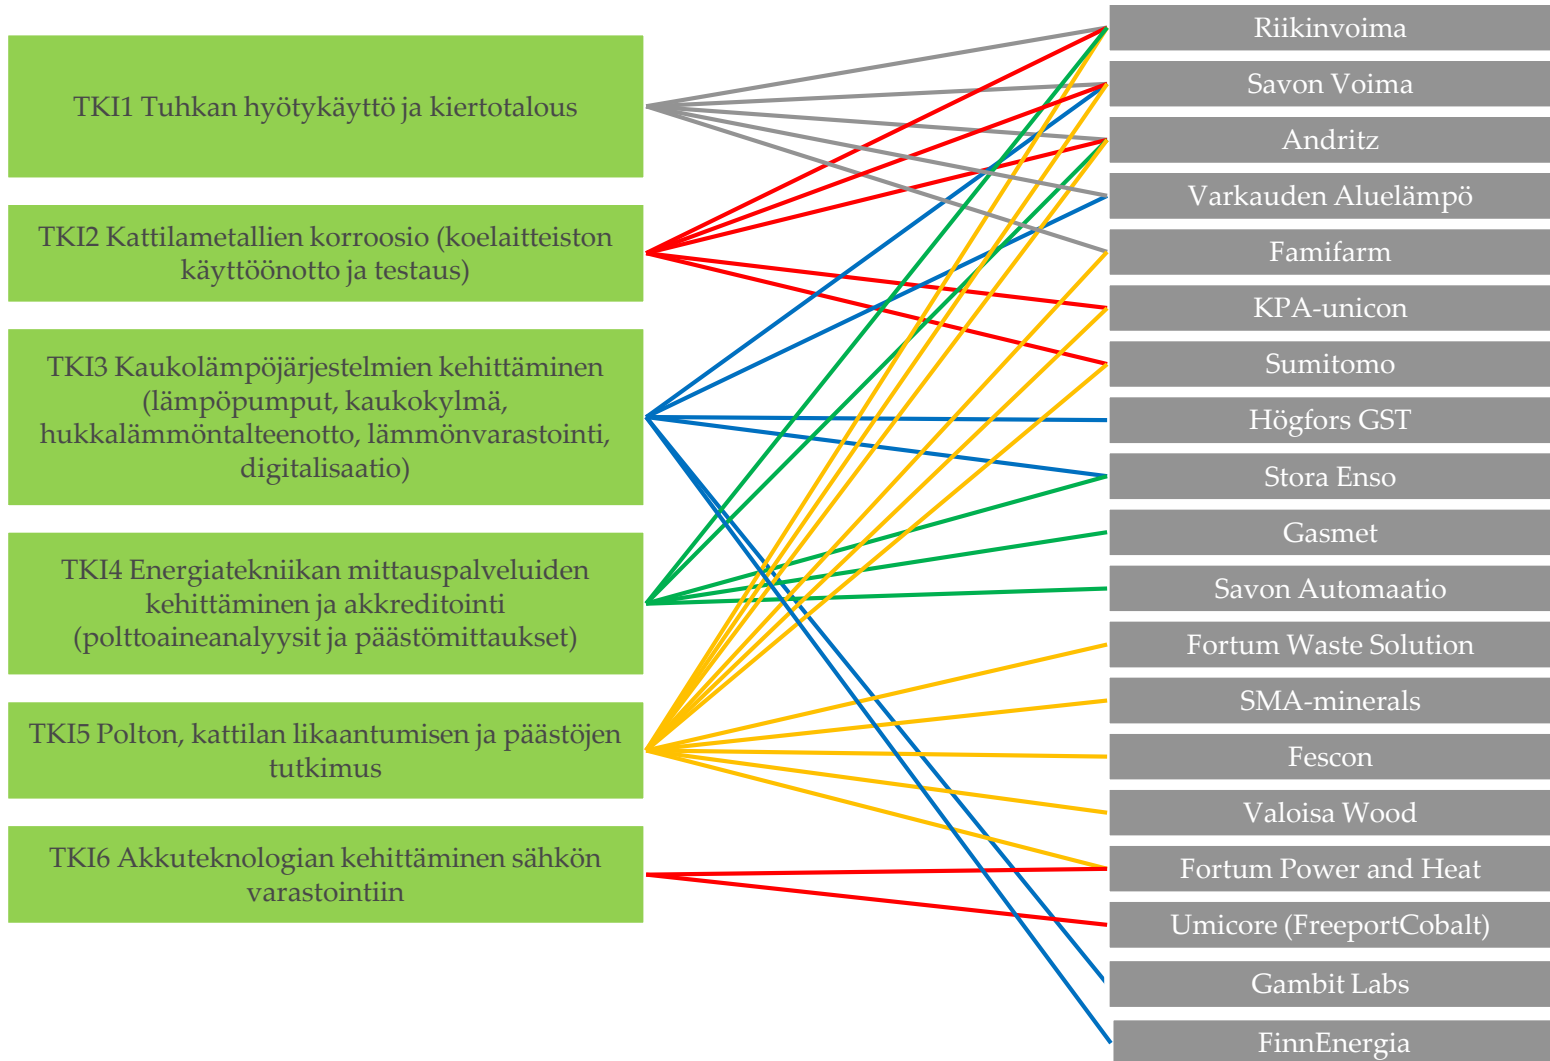 TKI1 Tuhkan hyötykäyttö ja kiertotalous
TKI2 Kattilametallien korroosio (koelaitteiston
käyttöönotto ja testaus)
TKI3 Kaukolämpöjärjestelmien kehittäminen
(lämpöpumput, kaukokylmä,
hukkalämmöntalteenotto, lämmönvarastointi,
digitalisaatio)
TKI4 Energiatekniikan mittauspalveluiden
kehittäminen ja akkreditointi
(polttoaineanalyysit ja päästömittaukset)
TKI5 Polton, kattilan likaantumisen ja päästöjen
tutkimus
TKI6 Akkuteknologian kehittäminen sähkön
varastointiin
Riikinvoima
Savon Voima
Andritz
Varkauden Aluelämpö
Famifarm
KPA-unicon
Sumitomo
Högfors GST
Stora Enso
Gasmet
Savon Automaatio
Fortum Waste Solution
SMA-minerals
Fescon
Valoisa Wood
Fortum Power and Heat
Umicore (FreeportCobalt)
Gambit Labs
FinnEnergia